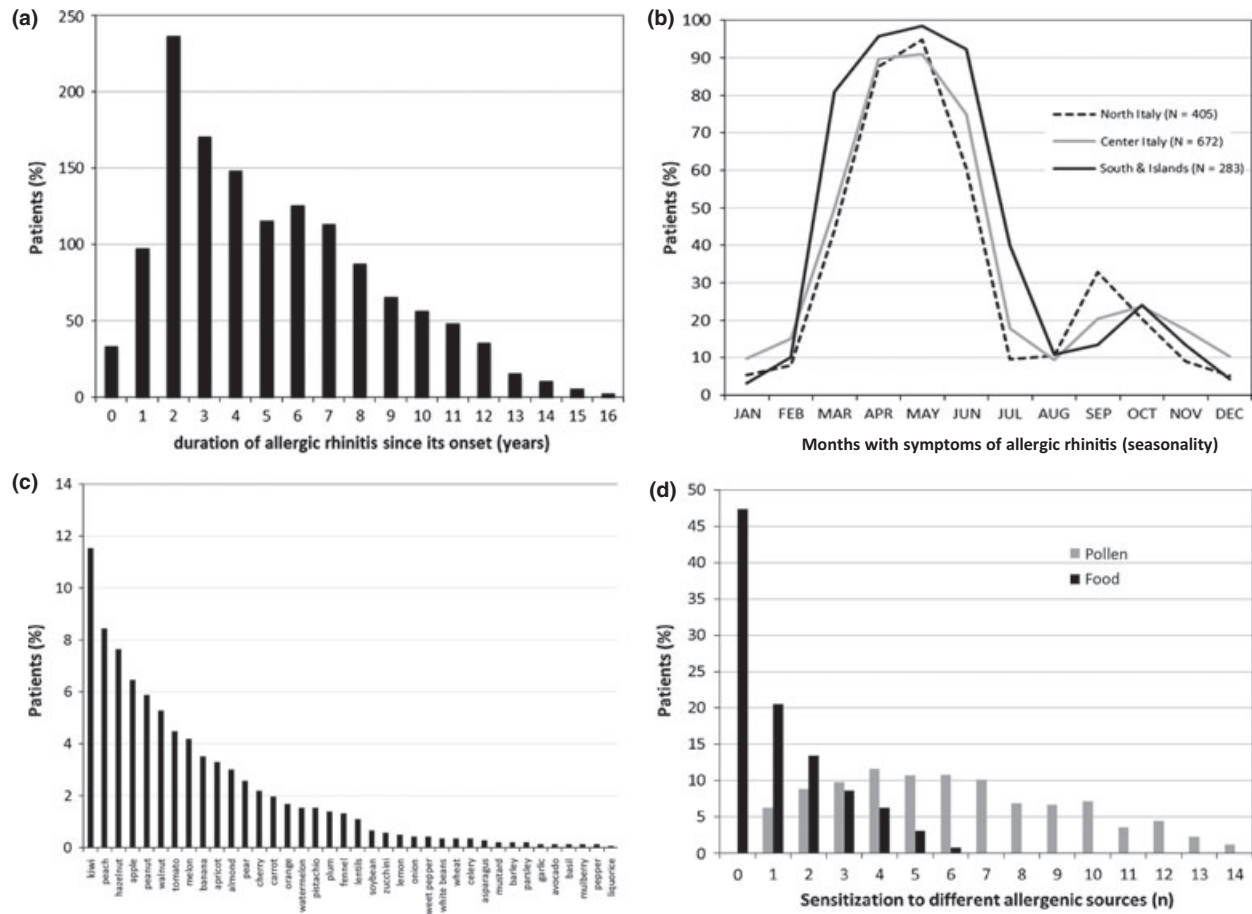 (a)
250
200
150
100
50
0
Patients (%)
0 1 2 3 4 5 6 7 8 9 10 11 12 13 14 15 16
duration of allergic rhinitis since its onset (years)
(b)
100
90
80
70
60
50
40
30
20
10
0
Patients (%)
North Italy (N = 405)
Center Italy (N = 672)
South & Islands (N = 283)
JAN FEB MAR APR MAY JUN JUL AUG SEP OCT NOV DEC
Months with symptoms of allergic rhinitis (seasonality)
(c)
14
12
10
8
6
4
2
0
Patients (%)
kiwi
peach
hazelnut
apple
peanut
walnut
tomato
melon
banana
apricot
almond
pear
cherry
carrot
orange
watermelon
pistachio
plum
fennel
lentils
soybean
zucchini
lemon
onion
weet pepper
white beans
wheat
celery
asparagus
mustard
barley
parsley
garlic
avocado
basil
mulberry
pepper
liquorice
(d)
50
45
40
35
30
25
20
15
10
5
0
Patients (%)
Pollen
Food
0 1 2 3 4 5 6 7 8 9 10 11 12 13 14
Sensitization to different allergenic sources (n)